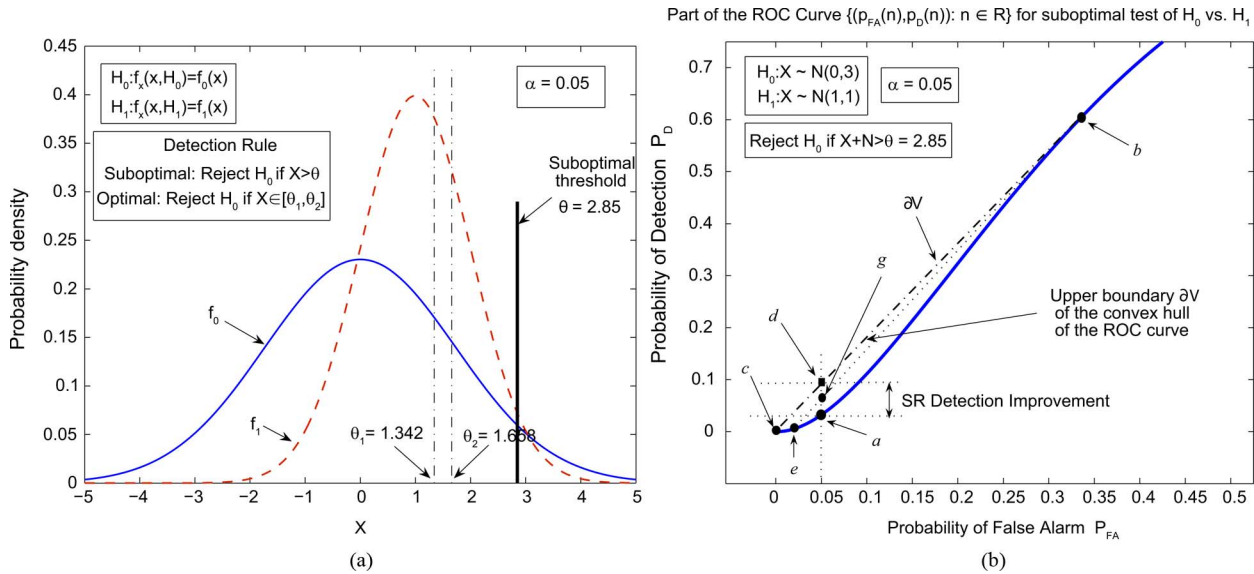 0.45
0.4
0.35
0.3
0.25
0.2
0.15
0.1
0.05
0
Probability density
H0:fx(x,H0)=f0(x)
H1:fx(x,H1)=f1(x)
α = 0.05
Detection Rule
Suboptimal: Reject H0 if X>θ
Optimal: Reject H0 if X∈[θ1,θ2]
Suboptimal
threshold
θ = 2.85
f0
f1
θ1 = 1.342
θ2 = 1.658
−5 −4 −3 −2 −1 0 1 2 3 4 5
X
(a)
Part of the ROC Curve {(pFA(n),pD(n)): n ∈ R} for suboptimal test of H0 vs. H1
0.7
0.6
0.5
0.4
0.3
0.2
0.1
0
Probability of Detection PD
H0:X ~ N(0,3)
H1:X ~ N(1,1)
α = 0.05
Reject H0 if X+N>θ = 2.85
b
∂V
g
Upper boundary ∂V
of the convex hull
of the ROC curve
d
c
SR Detection Improvement
a
e
0 0.05 0.1 0.15 0.2 0.25 0.3 0.35 0.4 0.45 0.5
Probability of False Alarm PFA
(b)